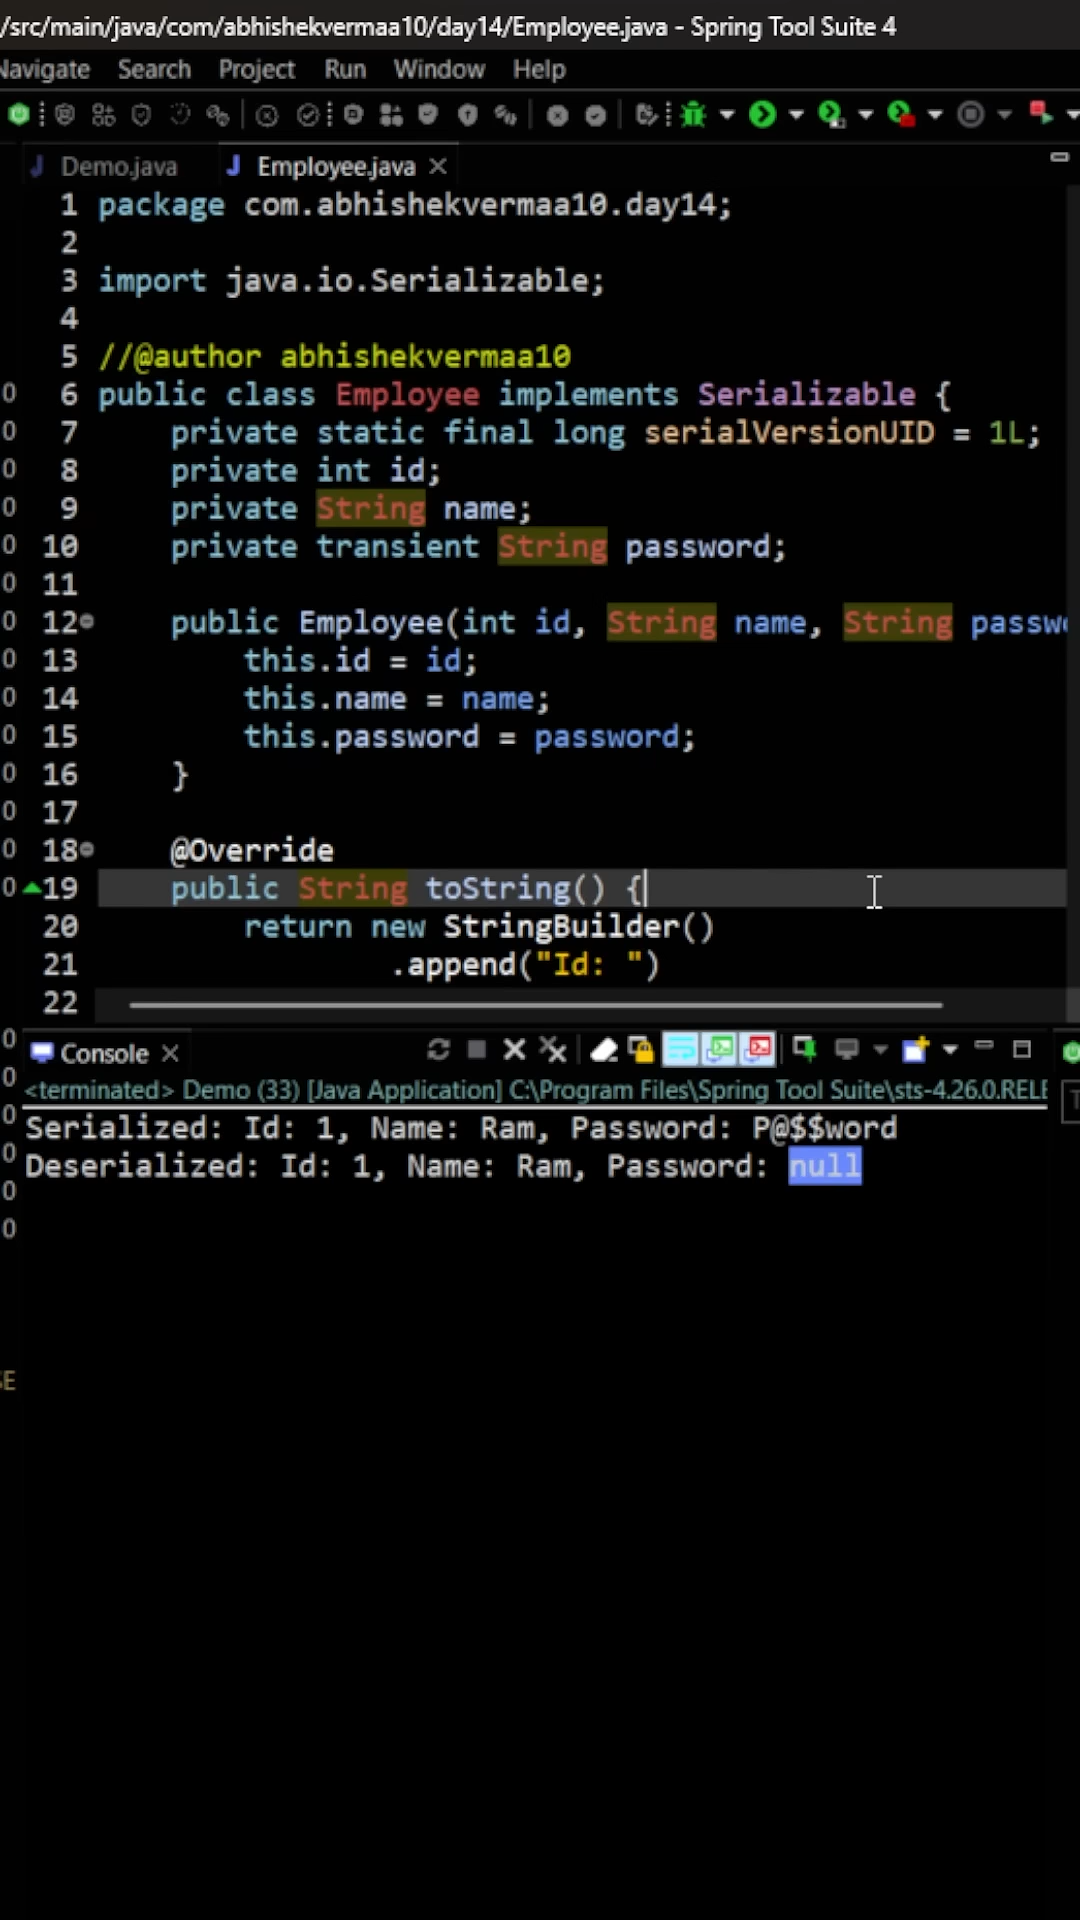 /src/main/java/com/abhishekvermaa10/day14/Employee.java - Spring Tool Suite 4
Navigate Search Project Run Window Help
Demo.java Employee.java
1 package com.abhishekvermaa10.day14;
2
3 import java.io.Serializable;
4
5 //@author abhishekvermaa10
6 public class Employee implements Serializable {
7 private static final long serialVersionUID = 1L;
8 private int id;
9 private String name;
10 private transient String password;
11
12 public Employee(int id, String name, String passw
13 this.id = id;
14 this.name = name;
15 this.password = password;
16 }
17
18 @Override
19 public String toString() {
20 return new StringBuilder()
21 .append("Id: ")
22
Console
<terminated> Demo (33) [Java Application] C:\Program Files\Spring Tool Suite\sts-4.26.0.RELE
Serialized: Id: 1, Name: Ram, Password: P@$$word
Deserialized: Id: 1, Name: Ram, Password: null